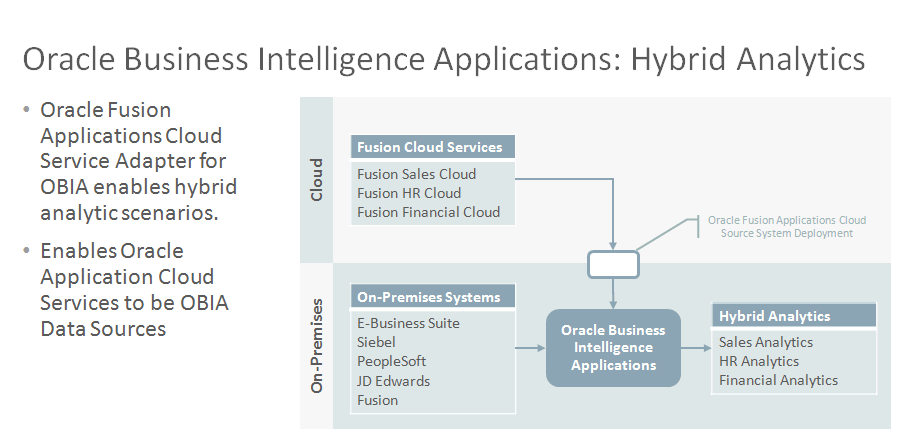 Oracle Business Intelligence Applications: Hybrid Analytics
• Oracle Fusion
Applications Cloud
Service Adapter for
OBIA enables hybrid
analytic scenarios.
• Enables Oracle
Application Cloud
Services to be OBIA
Data Sources
Cloud
Fusion Cloud Services
Fusion Sales Cloud
Fusion HR Cloud
Fusion Financial Cloud
Oracle Fusion Applications Cloud
Source System Deployment
On-Premises
On-Premises Systems
E-Business Suite
Siebel
PeopleSoft
JD Edwards
Fusion
Oracle Business
Intelligence
Applications
Hybrid Analytics
Sales Analytics
HR Analytics
Financial Analytics